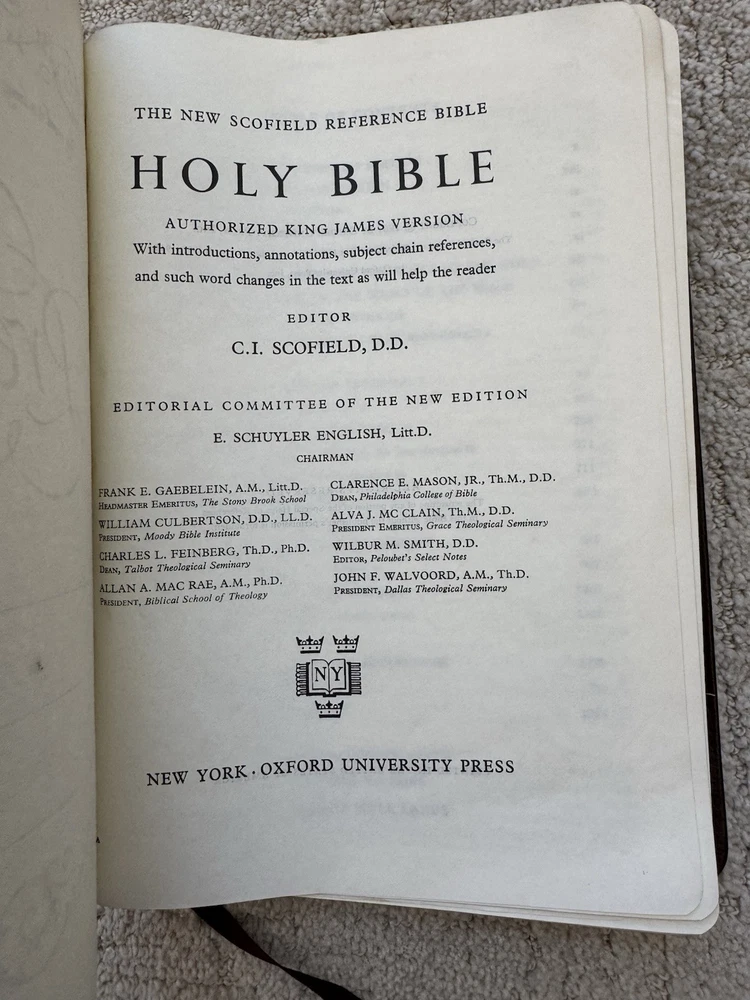 THE NEW SCOFIELD REFERENCE BIBLE
HOLY BIBLE
AUTHORIZED KING JAMES VERSION
With introductions, annotations, subject chain references,
and such word changes in the text as will help the reader
EDITOR
C.I. SCOFIELD, D.D.
EDITORIAL COMMITTEE OF THE NEW EDITION
E. SCHUYLER ENGLISH, Litt.D.
CHAIRMAN
FRANK E. GAEBELEIN, A.M., Litt.D.
HEADMASTER EMERITUS, The Stony Brook School
WILLIAM CULBERTSON, D.D., LL.D.
PRESIDENT, Moody Bible Institute
CHARLES L. FEINBERG, Th.D., Ph.D.
DEAN, Talbot Theological Seminary
ALLAN A. MAC RAE, A.M., Ph.D.
PRESIDENT, Biblical School of Theology
CLARENCE E. MASON, JR., Th.M., D.D.
DEAN, Philadelphia College of Bible
ALVA J. MC CLAIN, Th.M., D.D.
PRESIDENT EMERITUS, Grace Theological Seminary
WILBUR M. SMITH, D.D.
EDITOR, Peloubet's Select Notes
JOHN F. WALVOORD, A.M., Th.D.
PRESIDENT, Dallas Theological Seminary
N Y
NEW YORK · OXFORD UNIVERSITY PRESS